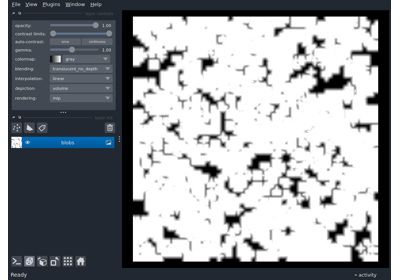 File View Plugins Window Help
opacity: 1.00
contrast limits:
auto-contrast: once continuous
gamma: 1.00
colormap: gray
blending: translucent_no_depth
interpolation: linear
depiction: volume
rendering: mip
blobs
Ready
activity